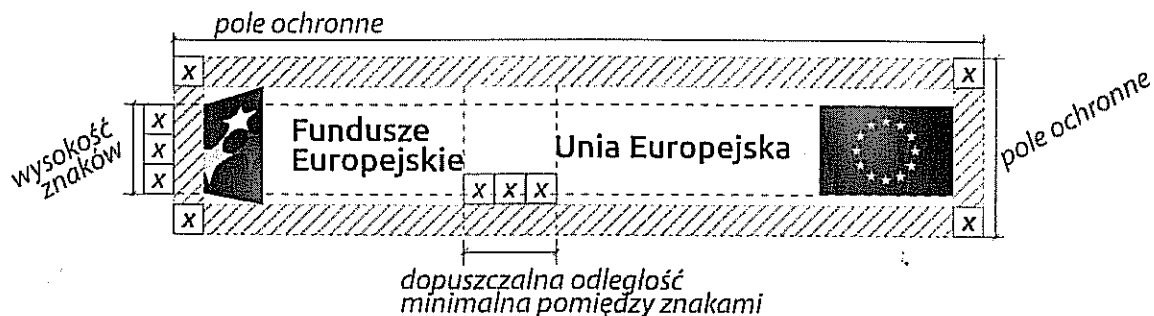 pole ochronne
x x
wysokość
znaków
x
x
x
Fundusze
Europejskie
Unia Europejska
x x x
pole ochronne
x x
dopuszczalna odległość
minimalna pomiędzy znakami